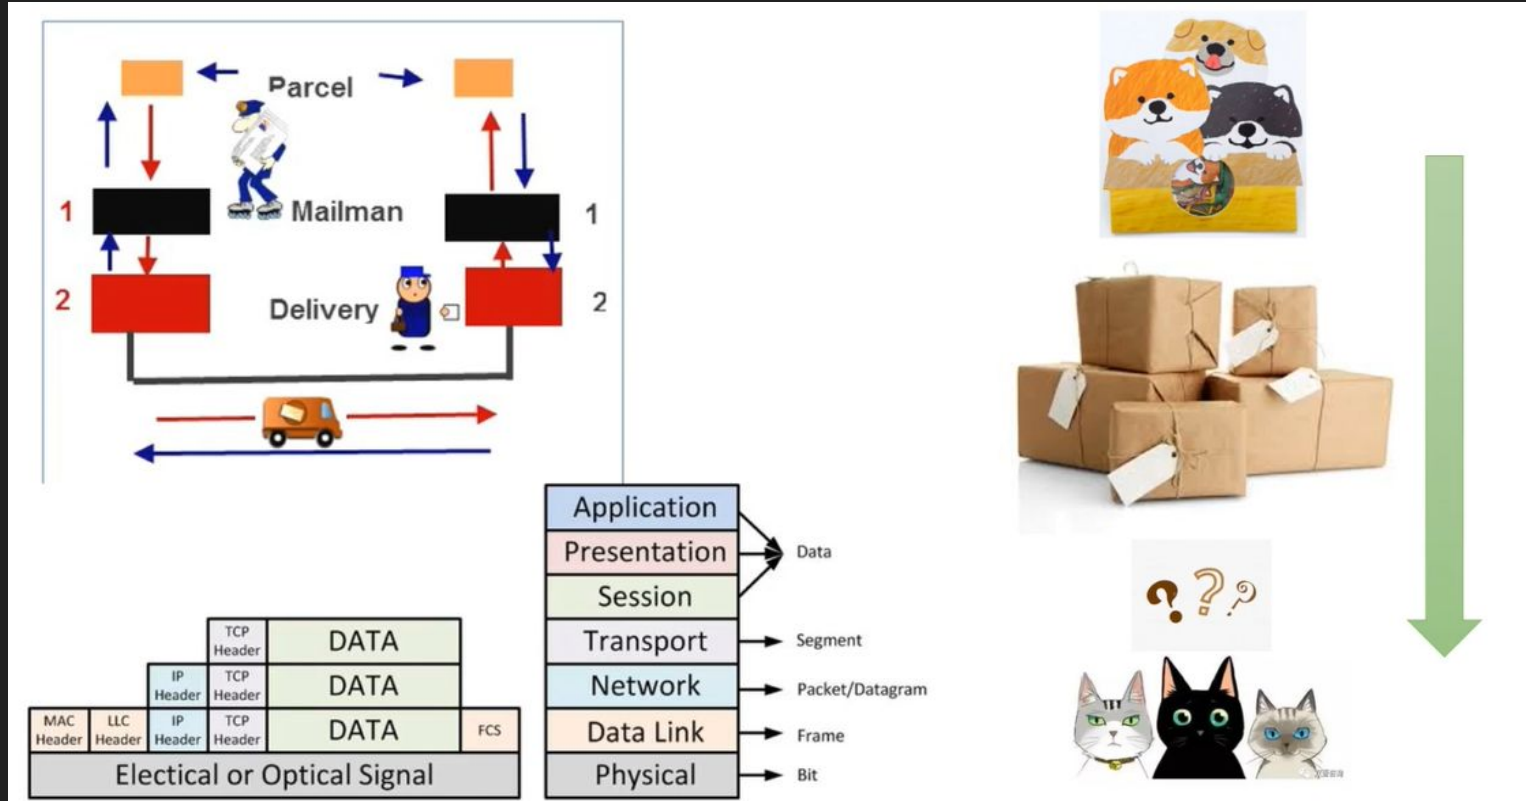 Parcel
1
Mailman
1
2
Delivery
2
Application
Presentation
Data
Session
TCP
Header
DATA
Transport
Segment
IP
Header
TCP
Header
DATA
Network
Packet/Datagram
MAC
Header
LLC
Header
IP
Header
TCP
Header
DATA
FCS
Data Link
Frame
Electical or Optical Signal
Physical
Bit
? ? ?